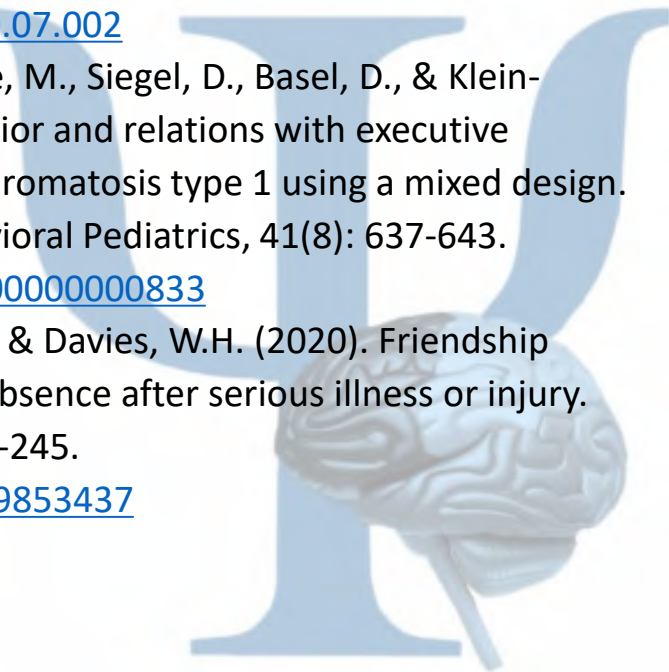 .07.002
, M., Siegel, D., Basel, D., & Klein-
ior and relations with executive
romatosis type 1 using a mixed design.
vioral Pediatrics, 41(8): 637-643.
00000000833
& Davies, W.H. (2020). Friendship
bsence after serious illness or injury.
-245.
9853437